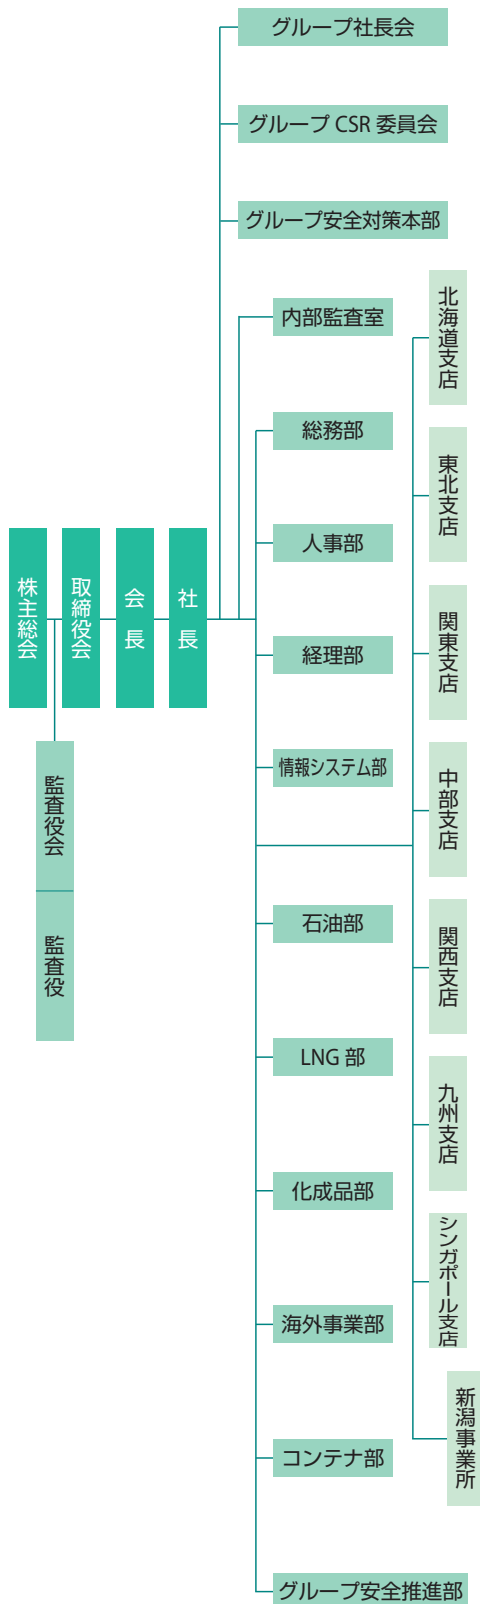 グループ社長会
グループ CSR 委員会
グループ安全対策本部
内部監査室
総務部
人事部
経理部
情報システム部
株主総会
取締役会
会長
社長
監査役会
監査役
石油部
LNG 部
化成品部
海外事業部
コンテナ部
グループ安全推進部
北海道支店
東北支店
関東支店
中部支店
関西支店
九州支店
シンガポール支店
新潟事業所